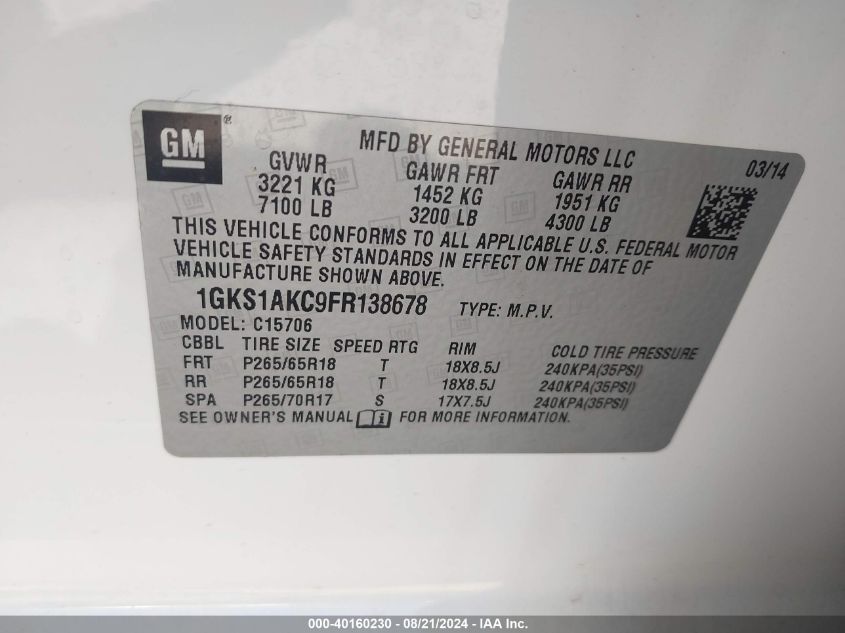 GM®
MFD BY GENERAL MOTORS LLC
03/14
GVWR GAWR FRT GAWR RR
3221 KG 1452 KG 1951 KG
7100 LB 3200 LB 4300 LB
THIS VEHICLE CONFORMS TO ALL APPLICABLE U.S. FEDERAL MOTOR
VEHICLE SAFETY STANDARDS IN EFFECT ON THE DATE OF
MANUFACTURE SHOWN ABOVE.
1GKS1AKC9FR138678 TYPE: M.P.V.
MODEL: C15706
CBBL TIRE SIZE SPEED RTG RIM COLD TIRE PRESSURE
FRT P265/65R18 T 18X8.5J 240KPA(35PSI)
RR P265/65R18 T 18X8.5J 240KPA(35PSI)
SPA P265/70R17 S 17X7.5J 240KPA(35PSI)
SEE OWNER'S MANUAL i FOR MORE INFORMATION.
000-40160230 - 08/21/2024 - IAA Inc.